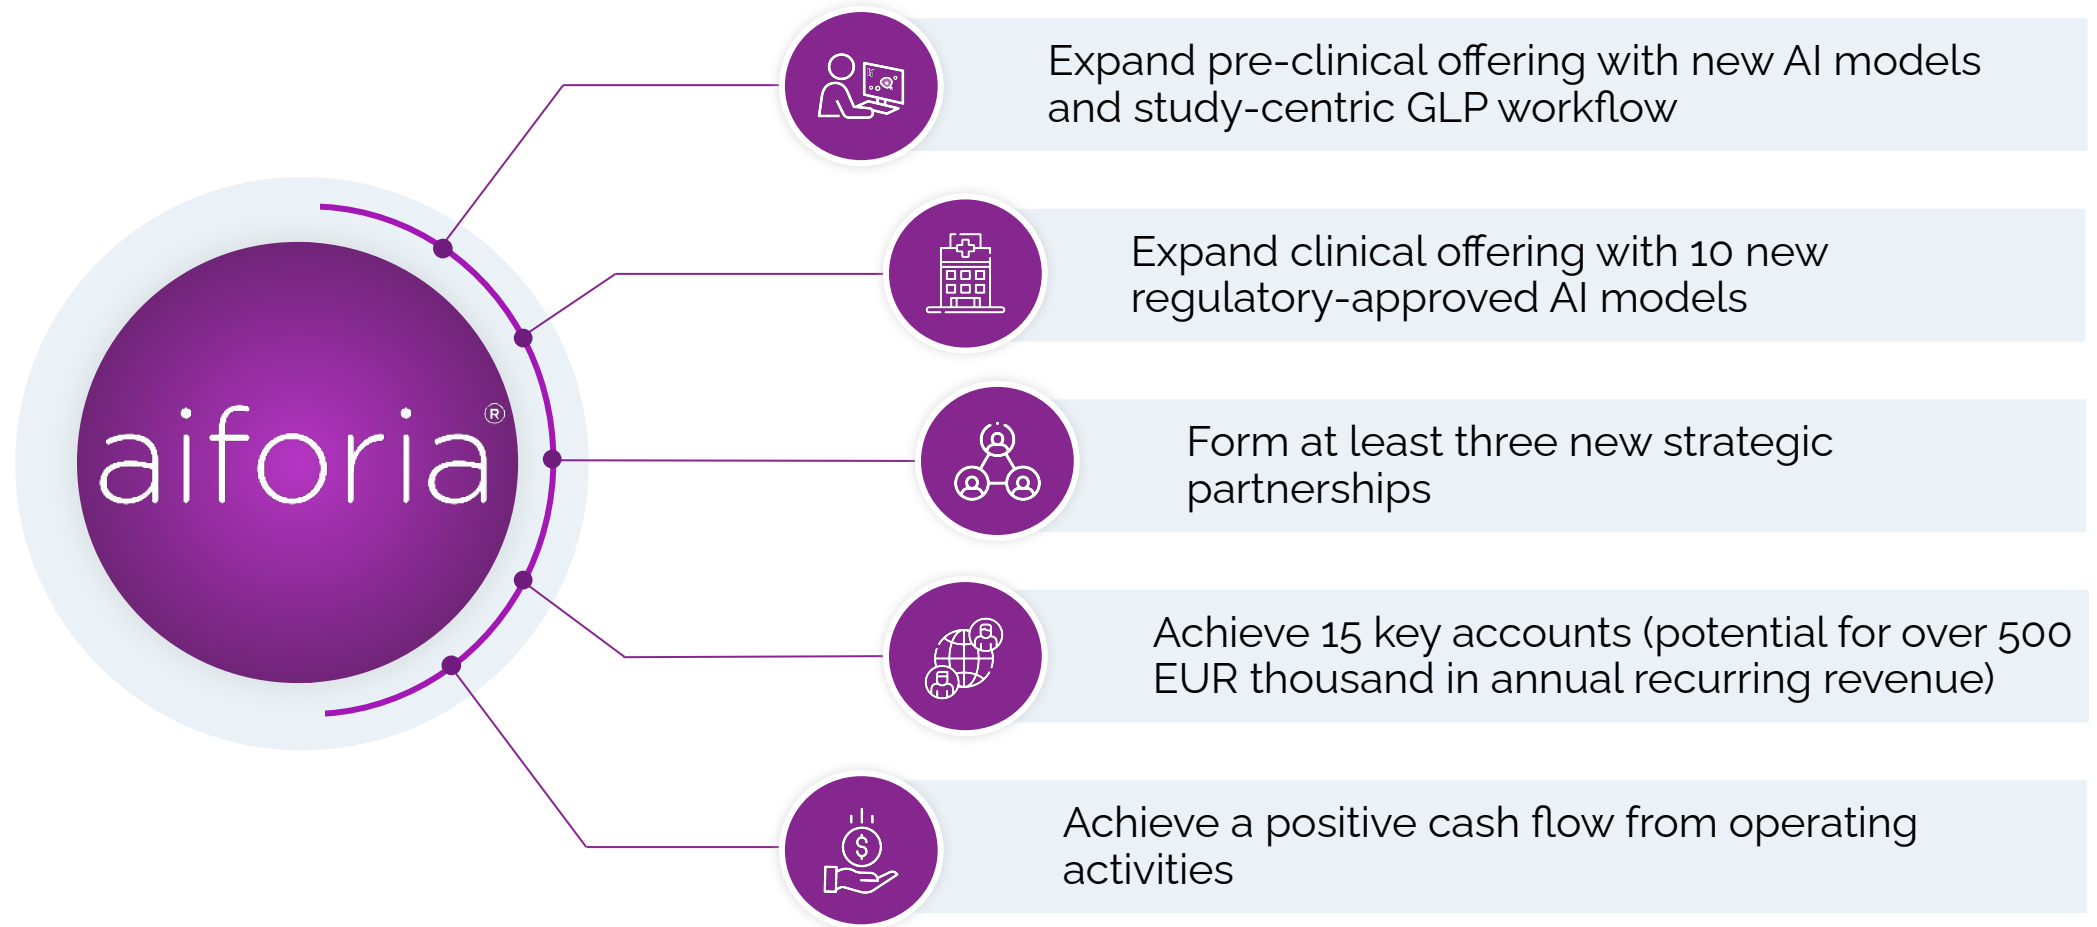 aiforia®
Expand pre-clinical offering with new AI models
and study-centric GLP workflow
Expand clinical offering with 10 new
regulatory-approved AI models
Form at least three new strategic
partnerships
Achieve 15 key accounts (potential for over 500
EUR thousand in annual recurring revenue)
Achieve a positive cash flow from operating
activities